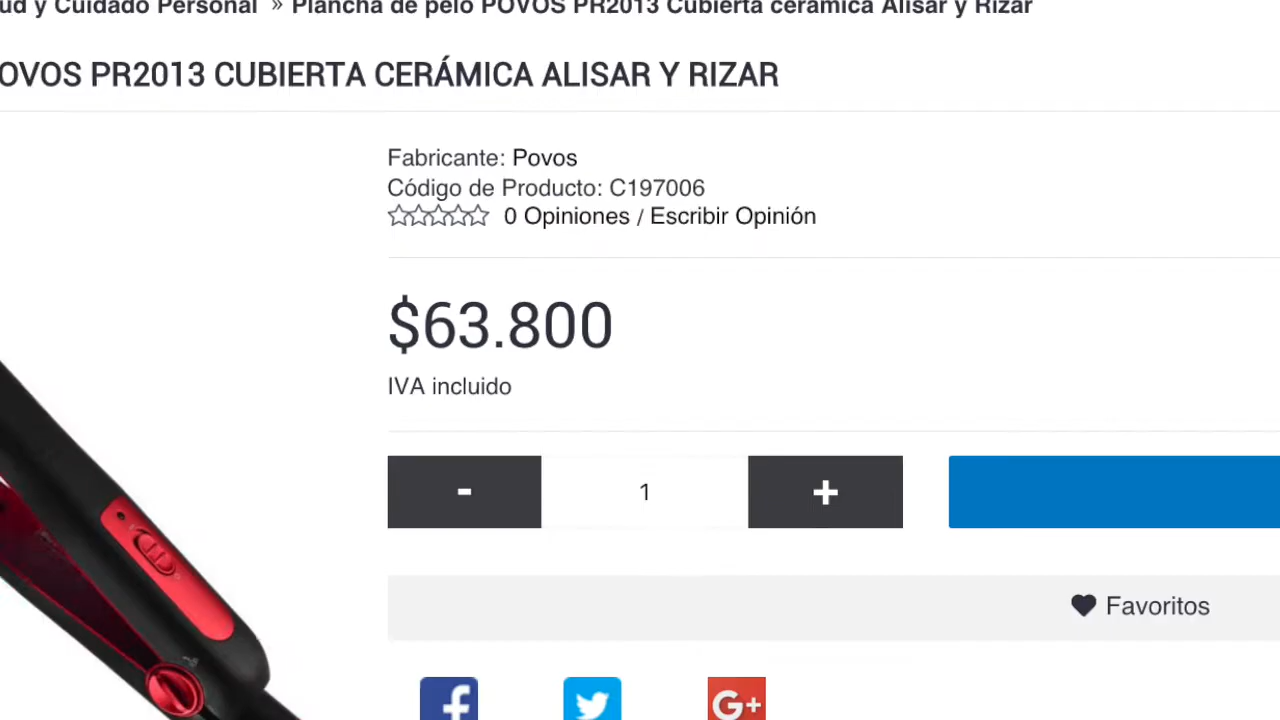 ud y Cuidado Personal » Plancha de pelo POVOS PR2013 Cubierta cerámica Alisar y Rizar
OVOS PR2013 CUBIERTA CERÁMICA ALISAR Y RIZAR
Fabricante: Povos
Código de Producto: C197006
0 Opiniones / Escribir Opinión
$63.800
IVA incluido
- 1 +
Favoritos
f G+